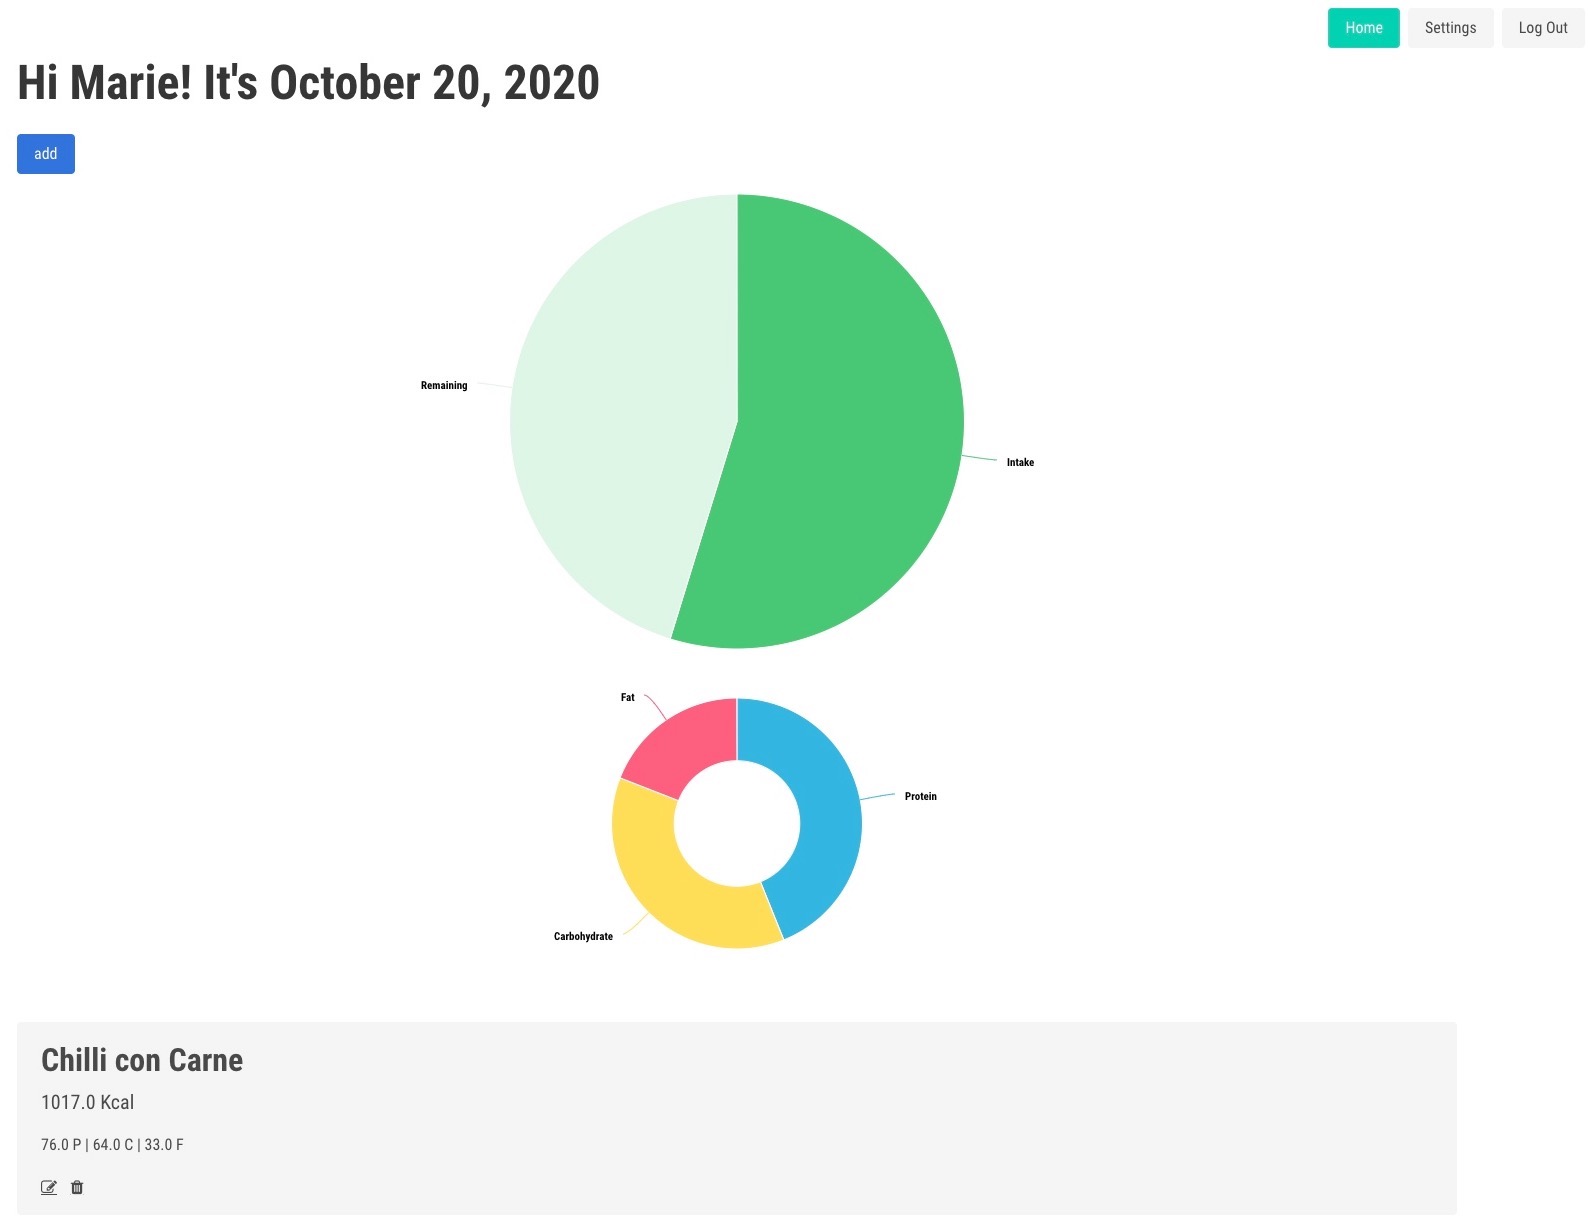 Home Settings Log Out
Hi Marie! It's October 20, 2020
add
Remaining
Intake
Fat
Protein
Carbohydrate
Chilli con Carne
1017.0 Kcal
76.0 P | 64.0 C | 33.0 F